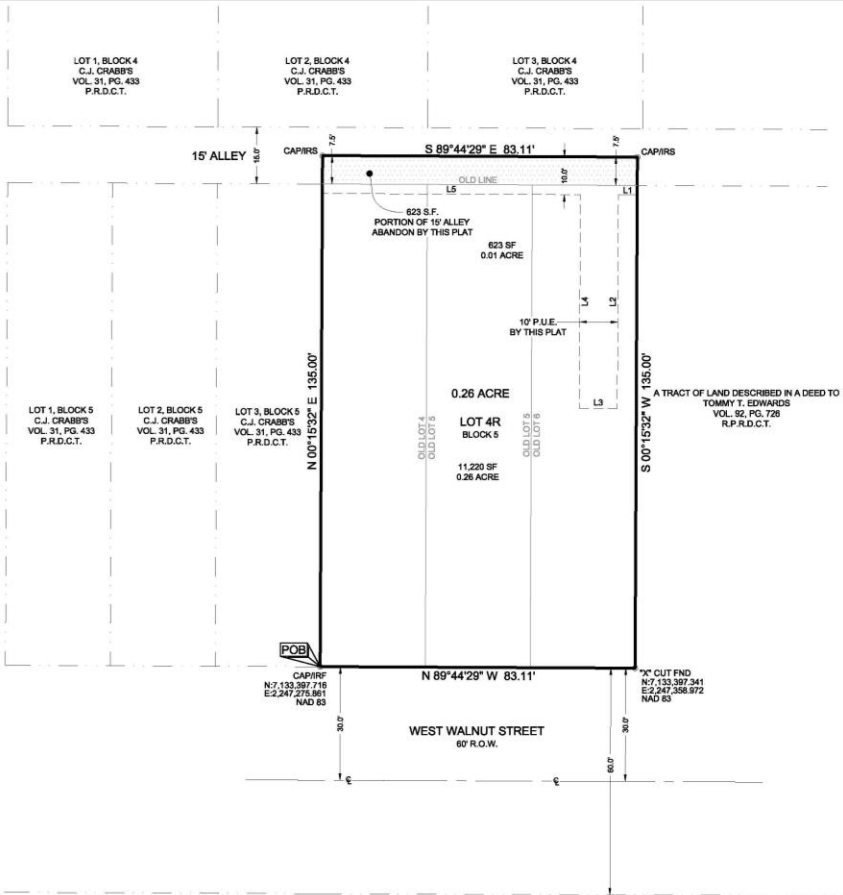 LOT 1, BLOCK 4
C.J. CRABB'S
VOL. 31, PG. 433
P.R.D.C.T.
LOT 2, BLOCK 4
C.J. CRABB'S
VOL. 31, PG. 433
P.R.D.C.T.
LOT 3, BLOCK 4
C.J. CRABB'S
VOL. 31, PG. 433
P.R.D.C.T.
15' ALLEY
15.0'
CAP/IRS
7.5'
S 89°44'29" E 83.11'
7.5'
CAP/IRS
10.0'
OLD LINE
L5
L1
623 S.F.
PORTION OF 15' ALLEY
ABANDON BY THIS PLAT
623 SF
0.01 ACRE
L4
L2
10' P.U.E.
BY THIS PLAT
L3
N 00°15'32" E 135.00'
S 00°15'32" W 135.00'
LOT 1, BLOCK 5
C.J. CRABB'S
VOL. 31, PG. 433
P.R.D.C.T.
LOT 2, BLOCK 5
C.J. CRABB'S
VOL. 31, PG. 433
P.R.D.C.T.
LOT 3, BLOCK 5
C.J. CRABB'S
VOL. 31, PG. 433
P.R.D.C.T.
0.26 ACRE
LOT 4R
BLOCK 5
11,220 SF
0.26 ACRE
OLD LOT 4
OLD LOT 5
OLD LOT 5
OLD LOT 6
A TRACT OF LAND DESCRIBED IN A DEED TO
TOMMY T. EDWARDS
VOL. 92, PG. 726
R.P.R.D.C.T.
POB
CAP/IRF
N:7,133,397.716
E:2,247,275.861
NAD 83
N 89°44'29" W 83.11'
"X" CUT FND
N:7,133,397.341
E:2,247,358.972
NAD 83
30.0'
WEST WALNUT STREET
60' R.O.W.
30.0'
60.0'
℄
℄